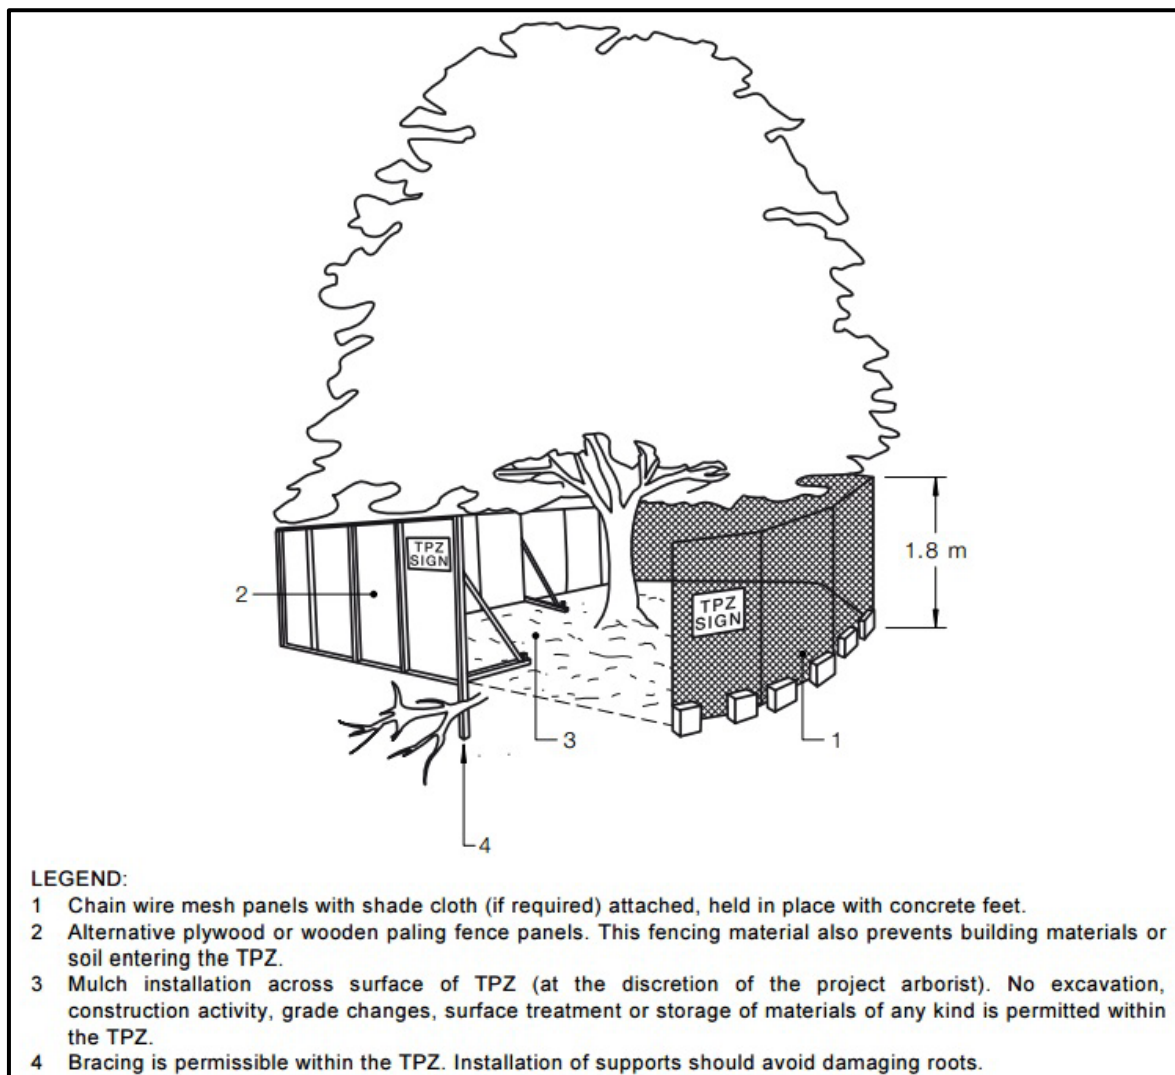 TPZ
SIGN
1.8 m
2
TPZ
SIGN
3
1
4
LEGEND:
1 Chain wire mesh panels with shade cloth (if required) attached, held in place with concrete feet.
2 Alternative plywood or wooden paling fence panels. This fencing material also prevents building materials or
soil entering the TPZ.
3 Mulch installation across surface of TPZ (at the discretion of the project arborist). No excavation,
construction activity, grade changes, surface treatment or storage of materials of any kind is permitted within
the TPZ.
4 Bracing is permissible within the TPZ. Installation of supports should avoid damaging roots.